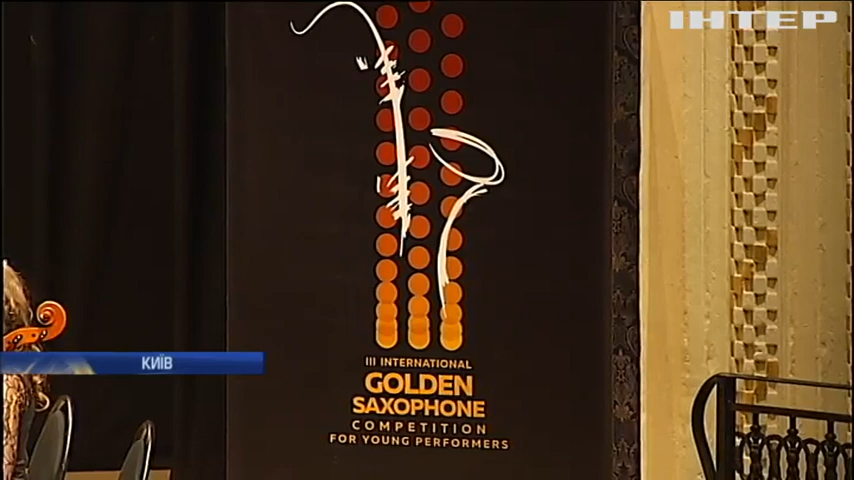 ІНТЕР
III INTERNATIONAL
GOLDEN
SAXOPHONE
COMPETITION
FOR YOUNG PERFORMERS
КИЇВ